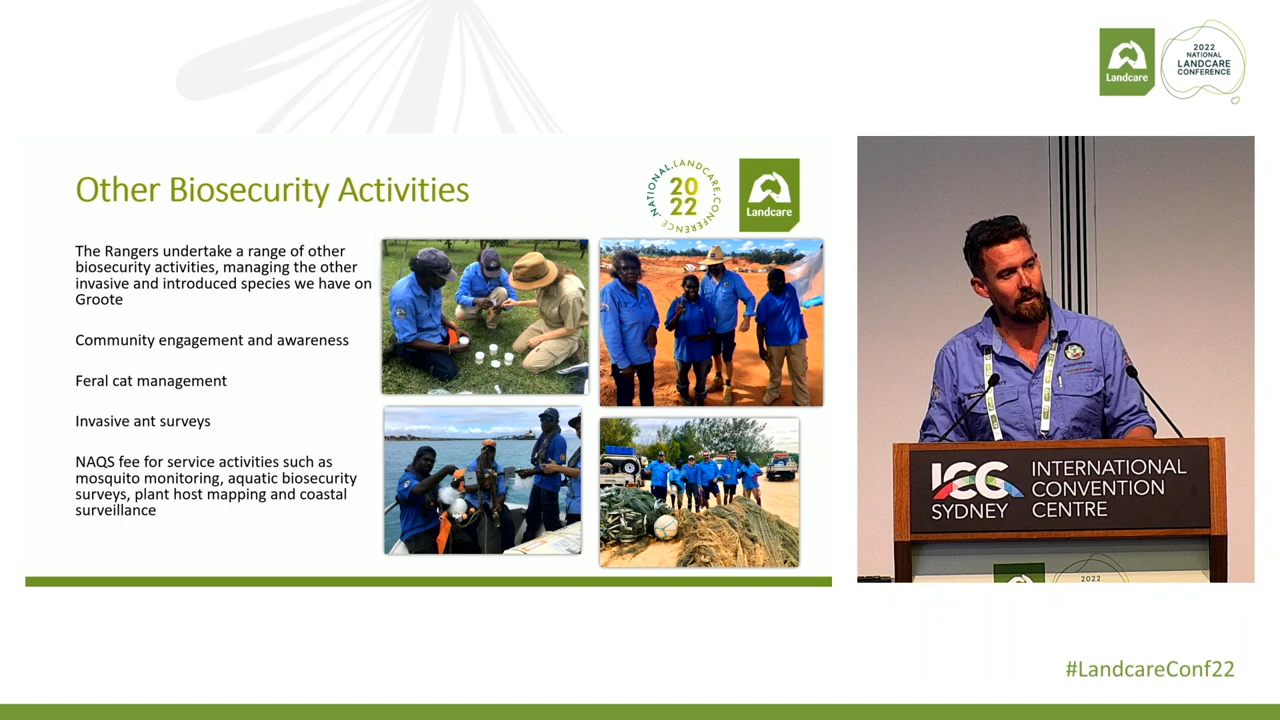 Landcare
2022
NATIONAL
LANDCARE
CONFERENCE
Other Biosecurity Activities
NATIONAL.LANDCARE.CONFERENCE.
20
22
Landcare
The Rangers undertake a range of other
biosecurity activities, managing the other
invasive and introduced species we have on
Groote
Community engagement and awareness
Feral cat management
Invasive ant surveys
NAQS fee for service activities such as
mosquito monitoring, aquatic biosecurity
surveys, plant host mapping and coastal
surveillance
ICC
SYDNEY
INTERNATIONAL
CONVENTION
CENTRE
2022
#LandcareConf22